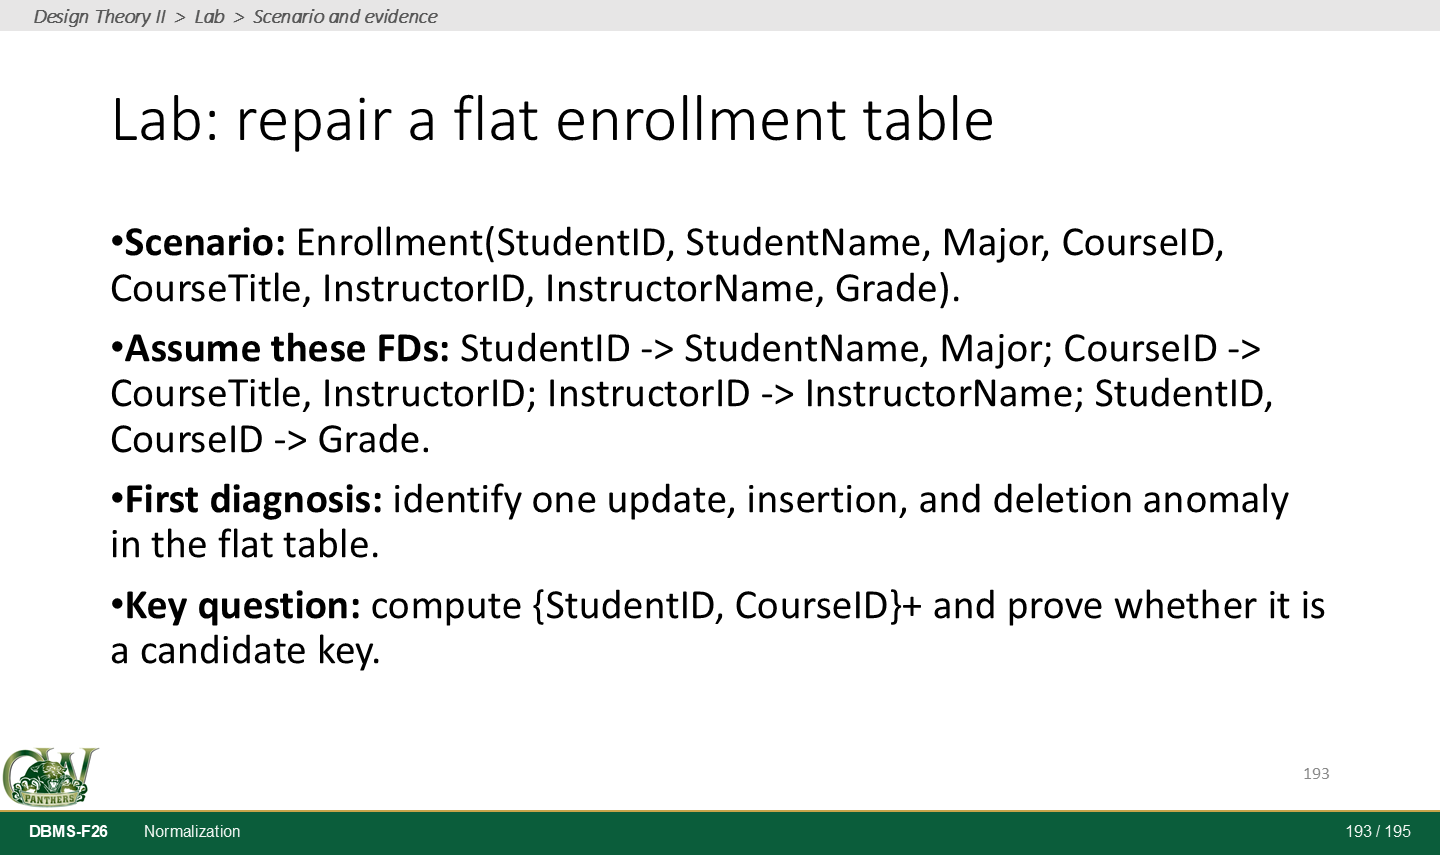 Design Theory II > Lab > Scenario and evidence
Lab: repair a flat enrollment table
•Scenario: Enrollment(StudentID, StudentName, Major, CourseID,
CourseTitle, InstructorID, InstructorName, Grade).
•Assume these FDs: StudentID -> StudentName, Major; CourseID ->
CourseTitle, InstructorID; InstructorID -> InstructorName; StudentID,
CourseID -> Grade.
•First diagnosis: identify one update, insertion, and deletion anomaly
in the flat table.
•Key question: compute {StudentID, CourseID}+ and prove whether it is
a candidate key.
193
OW
PANTHERS
DBMS-F26 Normalization 193 / 195